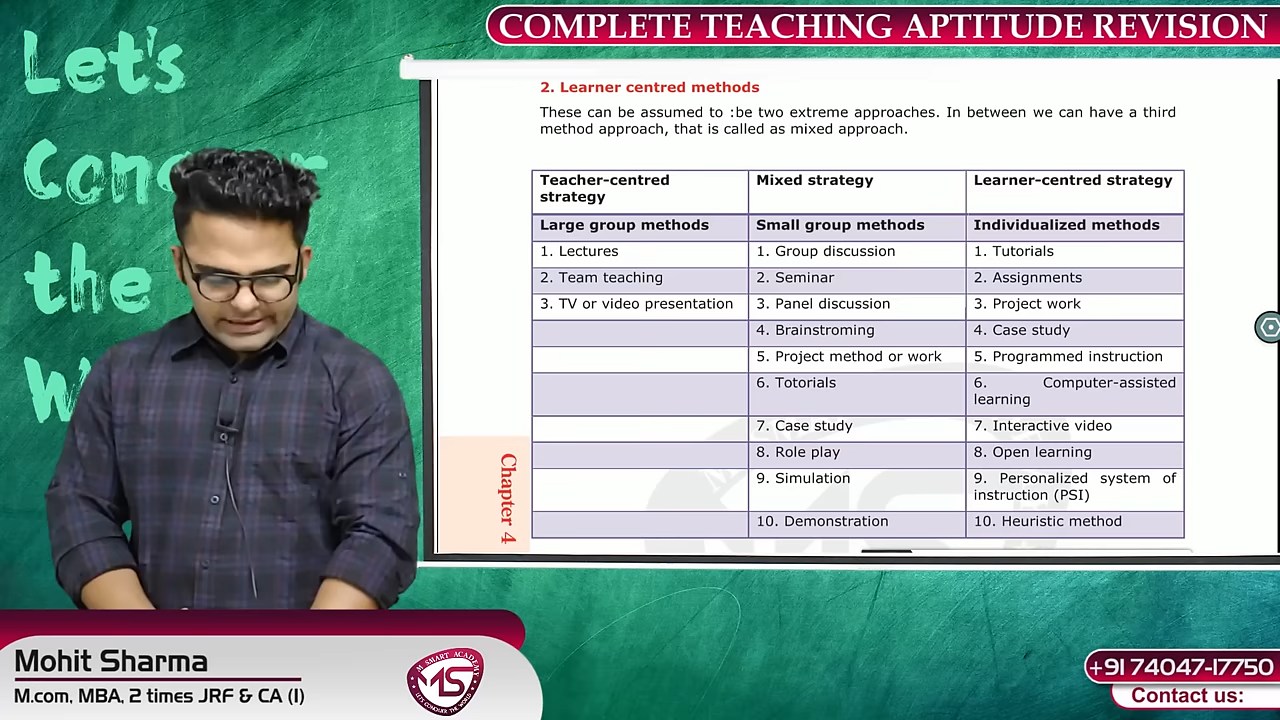 COMPLETE TEACHING APTITUDE REVISION
Let's
the
2. Learner centred methods
These can be assumed to :be two extreme approaches. In between we can have a third
method approach, that is called as mixed approach.
Teacher-centred
strategy
Mixed strategy
Learner-centred strategy
Large group methods
Small group methods
Individualized methods
1. Lectures
1. Group discussion
1. Tutorials
2. Team teaching
2. Seminar
2. Assignments
3. TV or video presentation
3. Panel discussion
3. Project work
4. Brainstroming
4. Case study
5. Project method or work
5. Programmed instruction
6. Totorials
6. Computer-assisted
learning
7. Case study
7. Interactive video
8. Role play
8. Open learning
9. Simulation
9. Personalized system of
instruction (PSI)
10. Demonstration
10. Heuristic method
Chapter 4
Mohit Sharma
M.com, MBA, 2 times JRF & CA (I)
M SMART ACADEMY
MS
LET'S CONQUER THE WORLD
+91 74047-17750
Contact us: